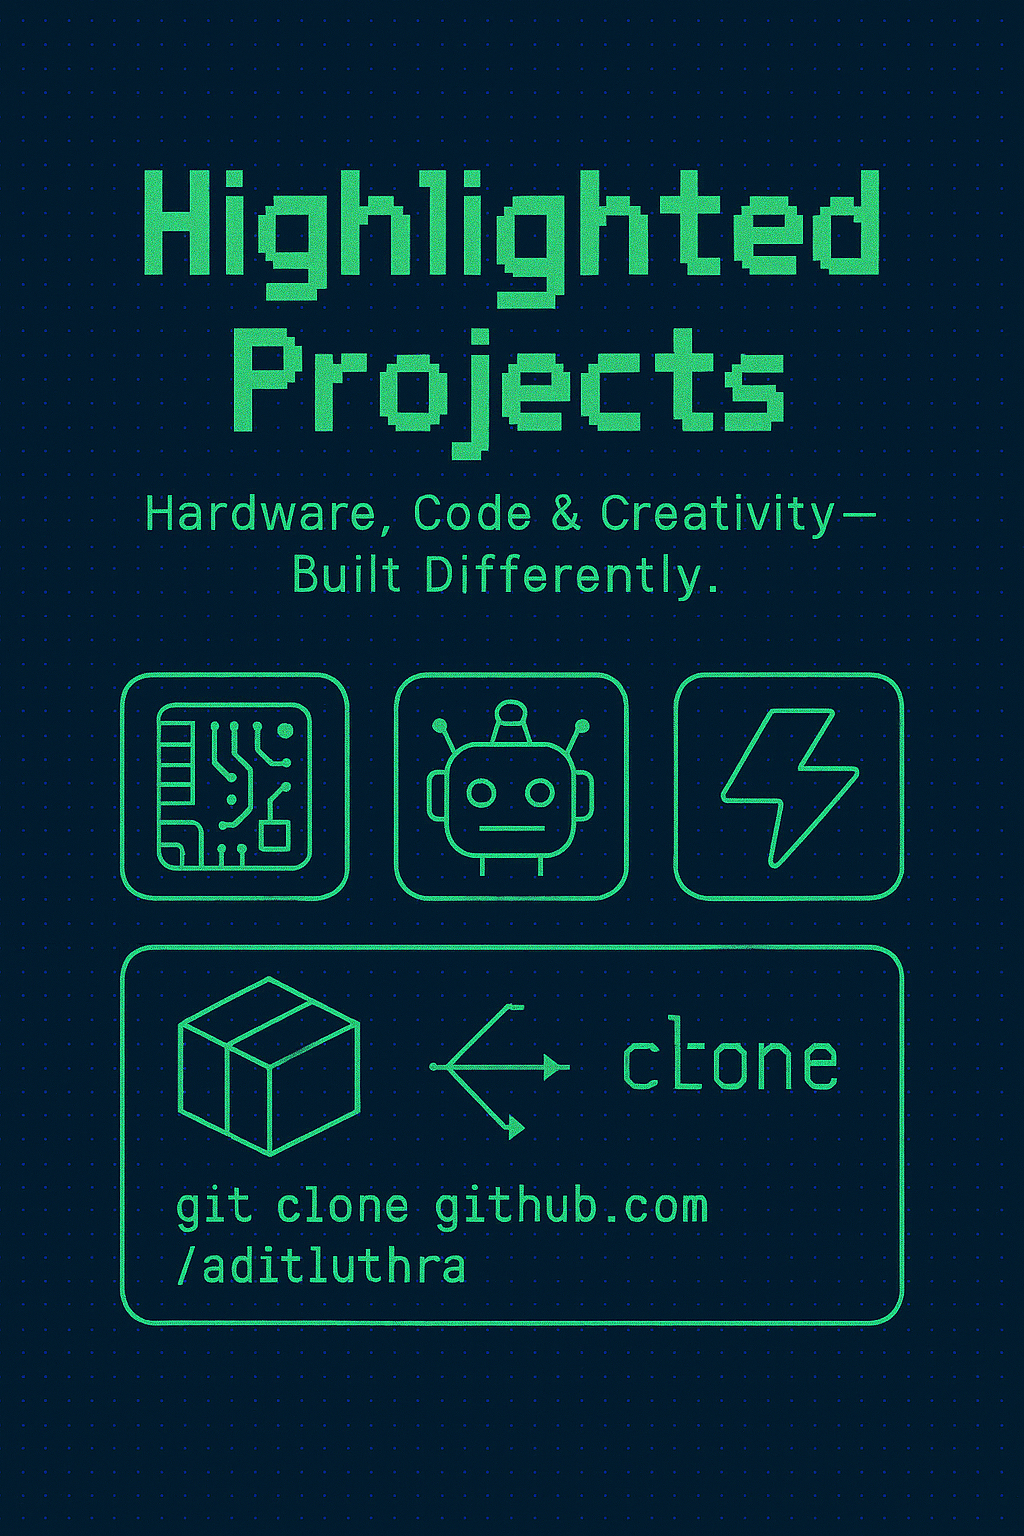 Highlighted
Projects
Hardware, Code & Creativity—
Built Differently.
clone
git clone github.com
/aditluthra